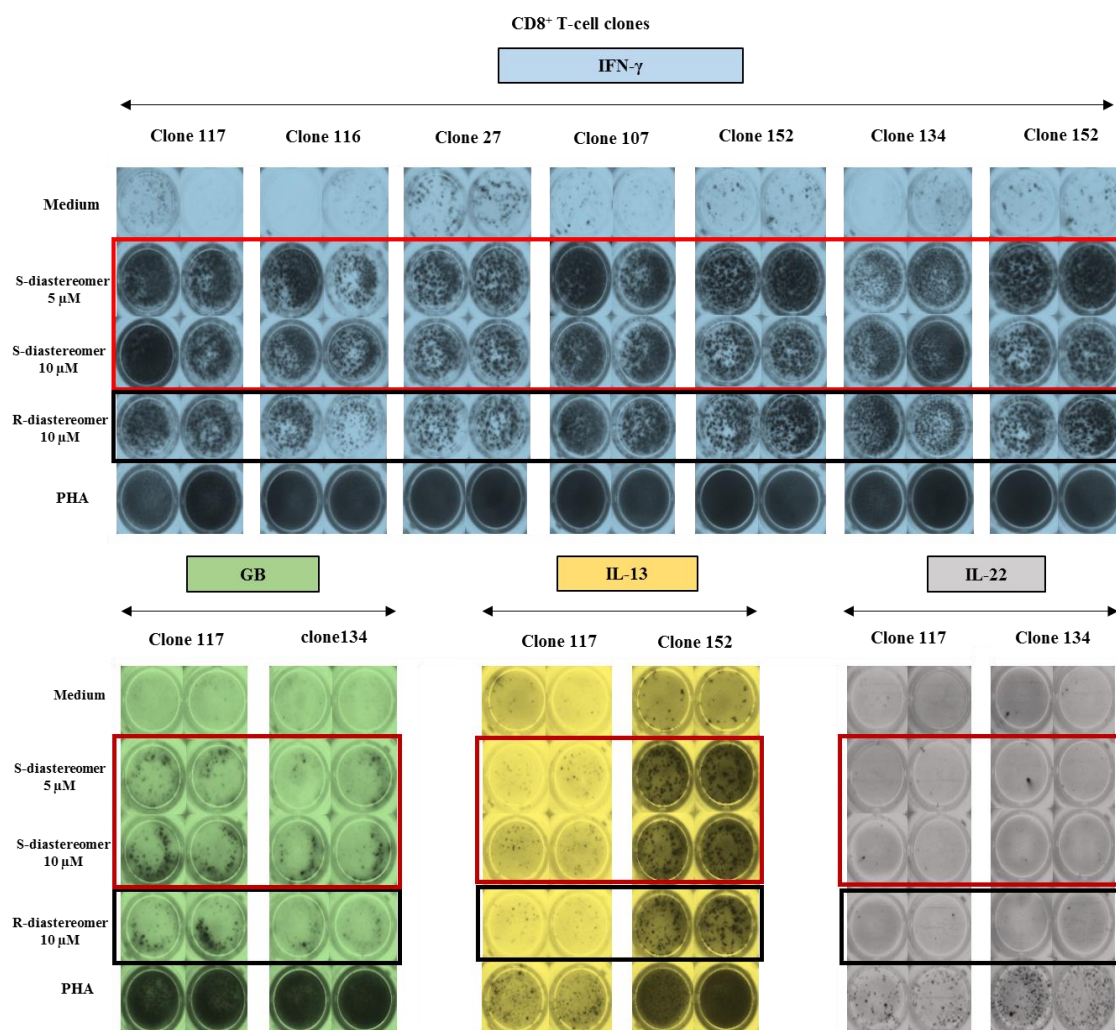 CD8⁺ T-cell clones
IFN-γ
Clone 117 Clone 116 Clone 27 Clone 107 Clone 152 Clone 134 Clone 152
Medium
S-diastereomer
5 μM
S-diastereomer
10 μM
R-diastereomer
10 μM
PHA
GB IL-13 IL-22
Clone 117 clone134 Clone 117 Clone 152 Clone 117 Clone 134
Medium
S-diastereomer
5 μM
S-diastereomer
10 μM
R-diastereomer
10 μM
PHA